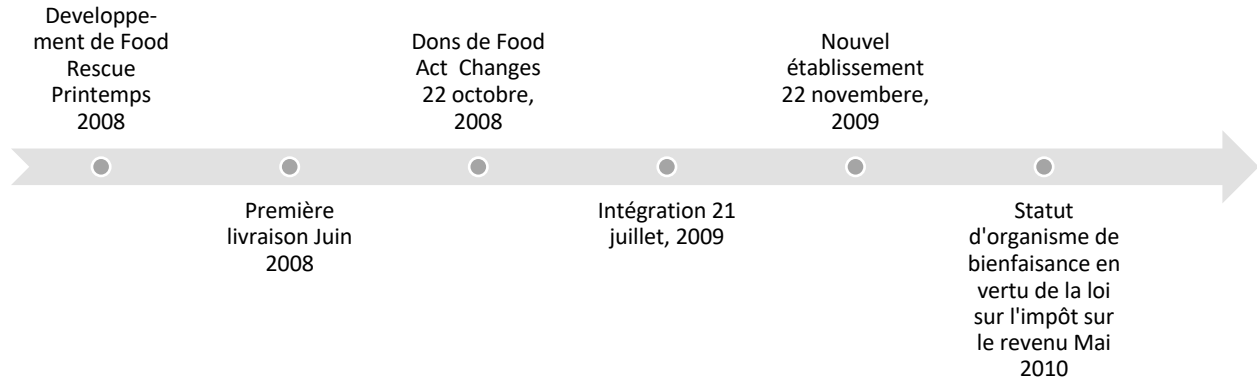 Developpe-
ment de Food
Rescue
Printemps
2008
Première
livraison Juin
2008
Dons de Food
Act  Changes
22 octobre,
2008
Intégration 21
juillet, 2009
Nouvel
établissement
22 novembere,
2009
Statut
d'organisme de
bienfaisance en
vertu de la loi
sur l'impôt sur
le revenu Mai
2010